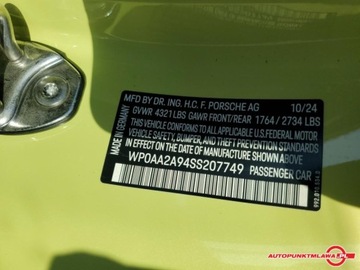 MFD. BY DR. ING. H.C. F. PORSCHE AG 10/24
GVWR 4321LBS GAWR FRONT/REAR 1764/2734 LBS
THIS VEHICLE CONFORMS TO ALL APPLICABLE U.S. FEDERAL MOTOR
VEHICLE SAFETY, BUMPER, AND THEFT PREVENTION STANDARDS
IN EFFECT ON THE DATE OF MANUFACTURE SHOWN ABOVE.
WP0AA2A94SS207749 PASSENGER CAR
MADE IN GERMANY
AUTOPUNKTMLAWA.PL